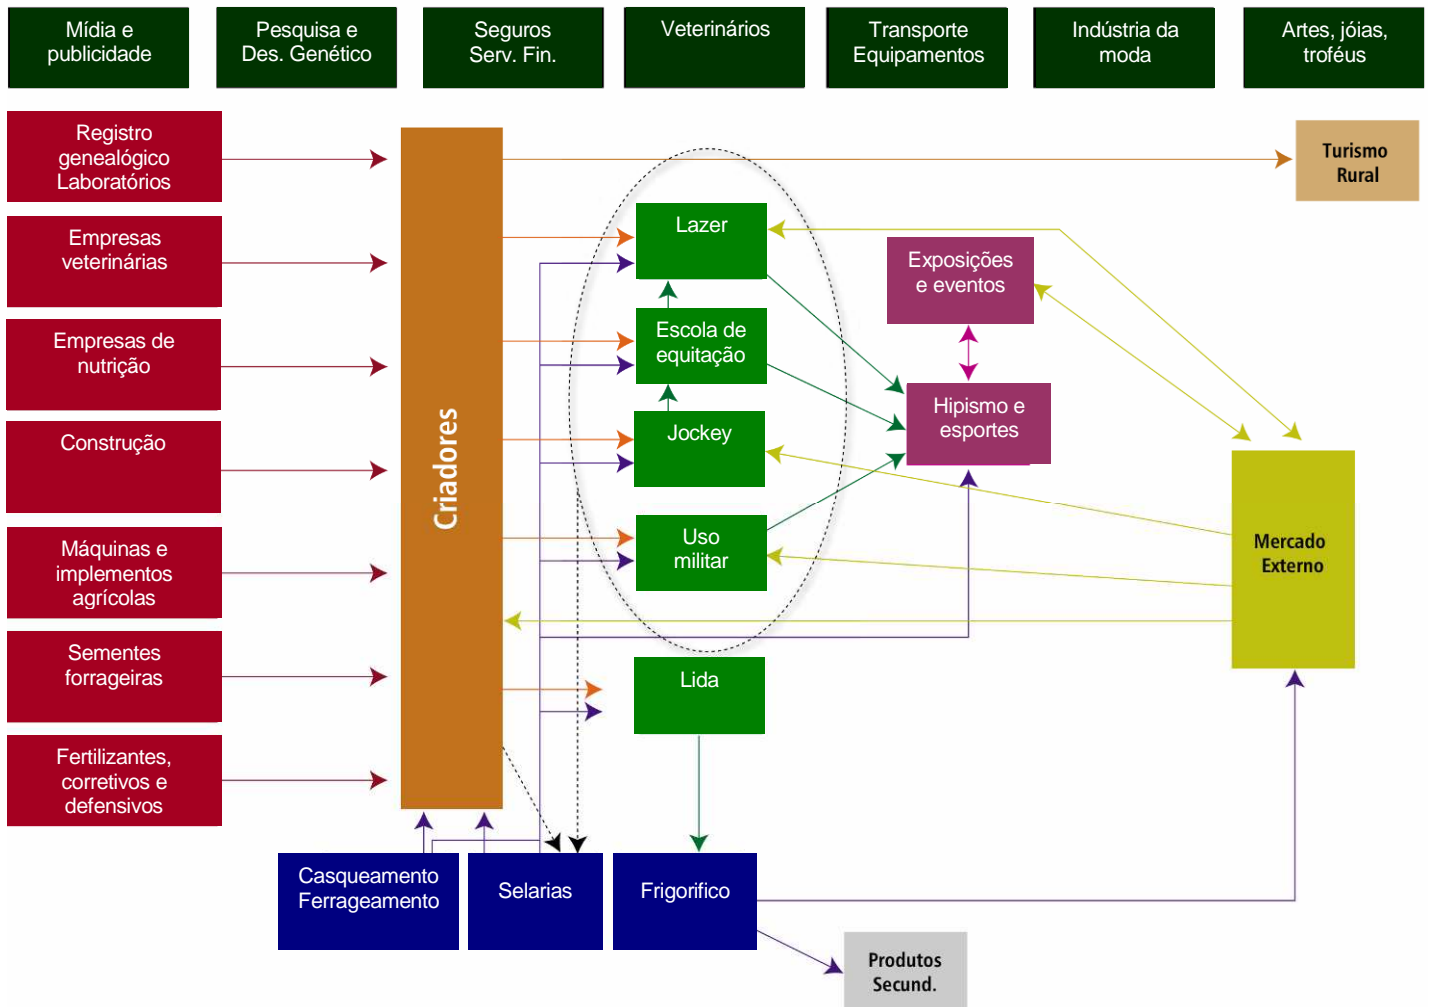 Mídia e
publicidade
Pesquisa e
Des. Genético
Seguros
Serv. Fin.
Veterinários
Transporte
Equipamentos
Indústria da
moda
Artes, jóias,
troféus
Registro
genealógico
Laboratórios
Empresas
veterinárias
Empresas de
nutrição
Construção
Máquinas e
implementos
agrícolas
Sementes
forrageiras
Fertilizantes,
corretivos e
defensivos
Criadores
Lazer
Escola de
equitação
Jockey
Uso
militar
Lida
Exposições
e eventos
Hipismo e
esportes
Turismo
Rural
Mercado
Externo
Casqueamento
Ferrageamento
Selarias
Frigorifico
Produtos
Secund.